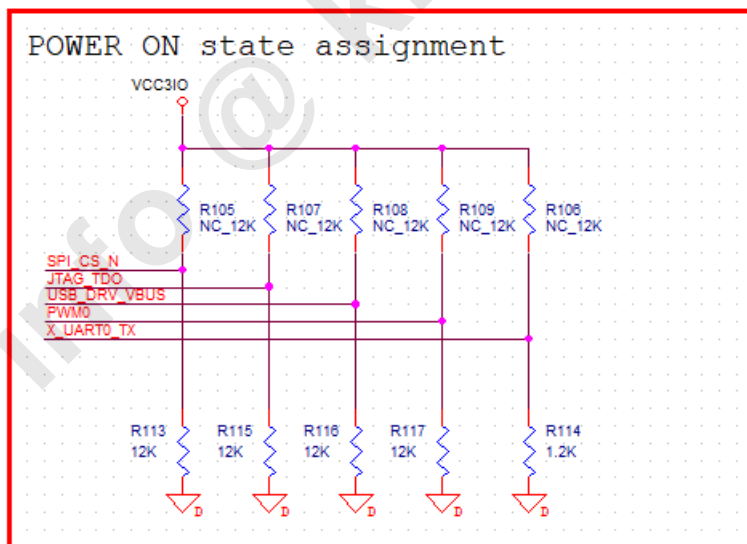 POWER ON state assignment
VCC3IO
R105
NC_12K
R107
NC_12K
R108
NC_12K
R109
NC_12K
R106
NC_12K
SPI_CS_N
JTAG_TDO
USB_DRV_VBUS
PWM0
X_UART0_TX
R113
12K
R115
12K
R116
12K
R117
12K
R114
1.2K
D
D
D
D
D
info @